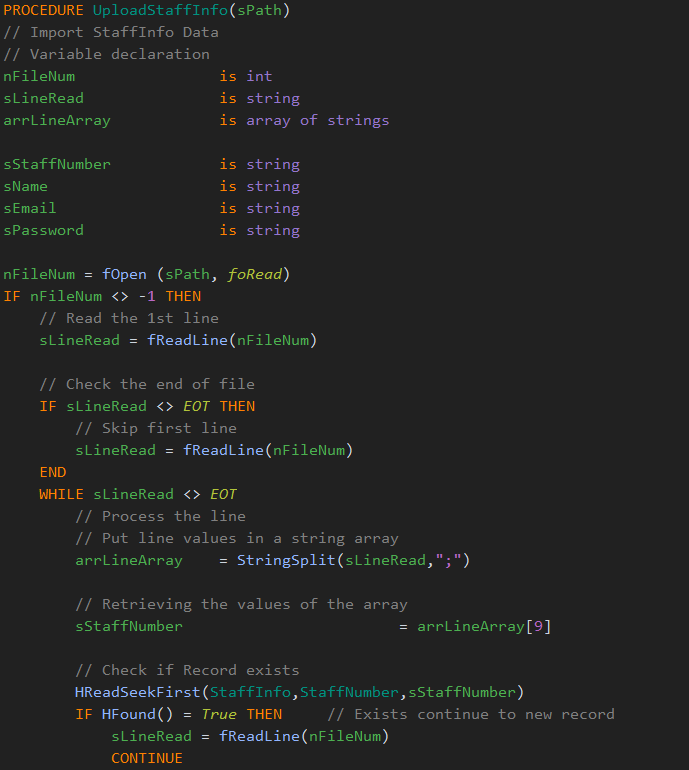 PROCEDURE UploadStaffInfo(sPath)
// Import StaffInfo Data
// Variable declaration
nFileNum is int
sLineRead is string
arrLineArray is array of strings
sStaffNumber is string
sName is string
sEmail is string
sPassword is string
nFileNum = fOpen (sPath, foRead)
IF nFileNum <> -1 THEN
// Read the 1st line
sLineRead = fReadLine(nFileNum)
// Check the end of file
IF sLineRead <> EOT THEN
// Skip first line
sLineRead = fReadLine(nFileNum)
END
WHILE sLineRead <> EOT
// Process the line
// Put line values in a string array
arrLineArray = StringSplit(sLineRead,";")
// Retrieving the values of the array
sStaffNumber = arrLineArray[9]
// Check if Record exists
HReadSeekFirst(StaffInfo,StaffNumber,sStaffNumber)
IF HFound() = True THEN // Exists continue to new record
sLineRead = fReadLine(nFileNum)
CONTINUE